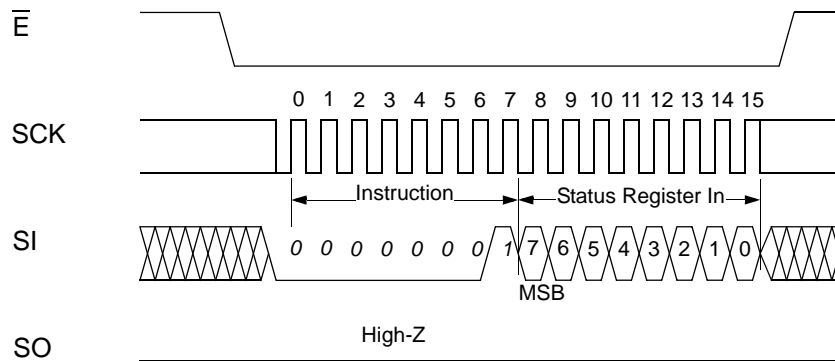 E̅
0 1 2 3 4 5 6 7 8 9 10 11 12 13 14 15
SCK
Instruction Status Register In
SI 0 0 0 0 0 0 0 1 7 6 5 4 3 2 1 0
MSB
High-Z
SO